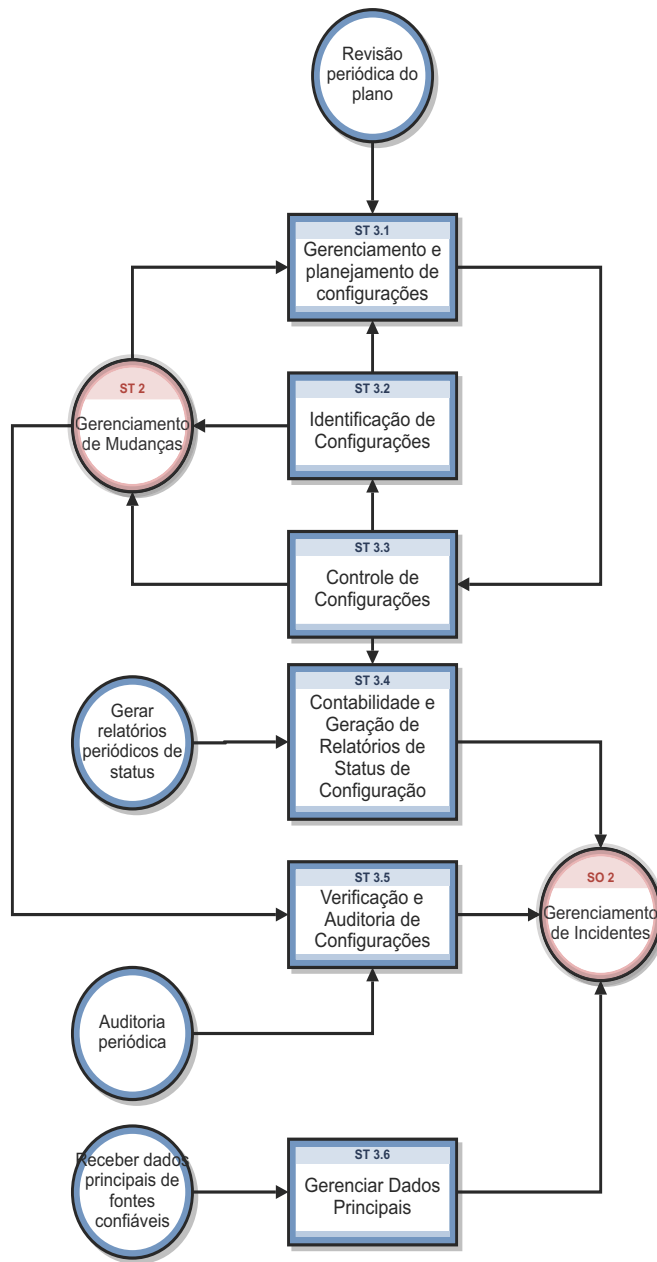 Revisão
periódica do
plano
ST 3.1
Gerenciamento e
planejamento de
configurações
ST 2
Gerenciamento
de Mudanças
ST 3.2
Identificação de
Configurações
ST 3.3
Controle de
Configurações
Gerar
relatórios
periódicos de
status
ST 3.4
Contabilidade e
Geração de
Relatórios de
Status de
Configuração
ST 3.5
Verificação e
Auditoria de
Configurações
SO 2
Gerenciamento
de Incidentes
Auditoria
periódica
Receber dados
principais de
fontes
confiáveis
ST 3.6
Gerenciar Dados
Principais